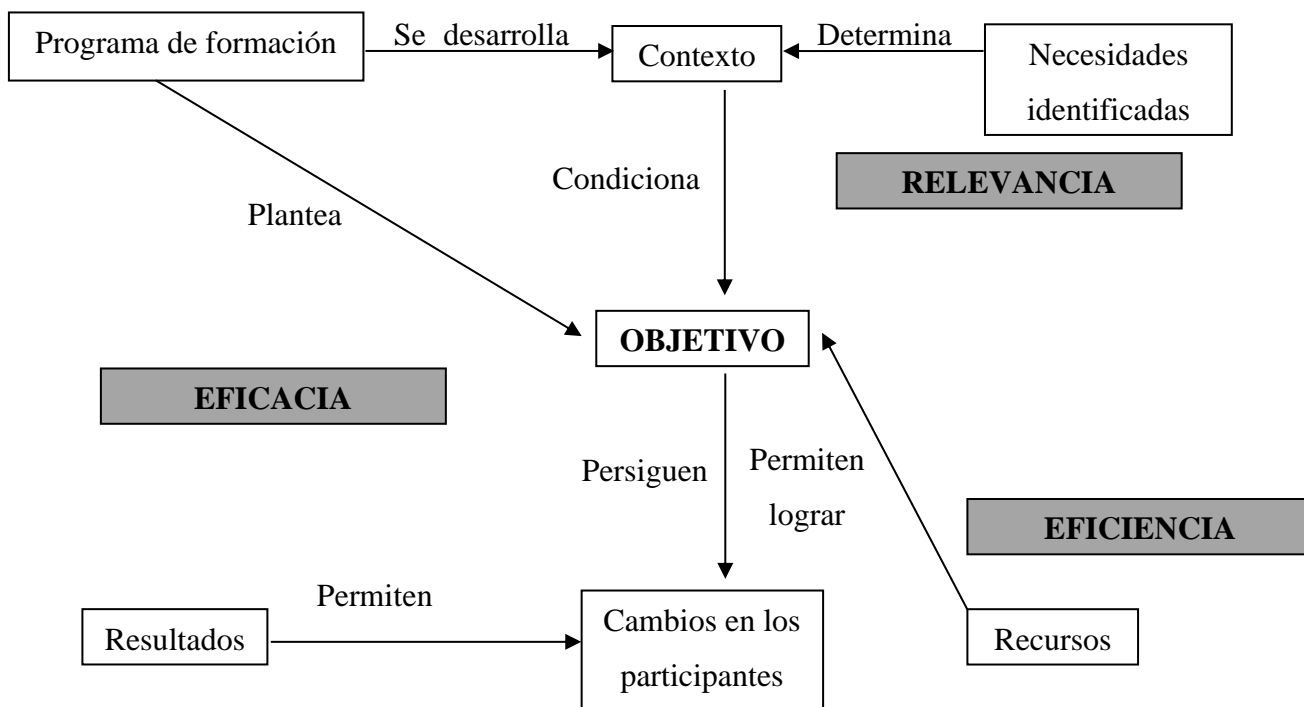 Programa de formación
Se desarrolla
Contexto
Determina
Necesidades
identificadas
Condiciona
RELEVANCIA
Plantea
OBJETIVO
EFICACIA
Persiguen
Permiten
lograr
EFICIENCIA
Permiten
Resultados
Cambios en los
participantes
Recursos